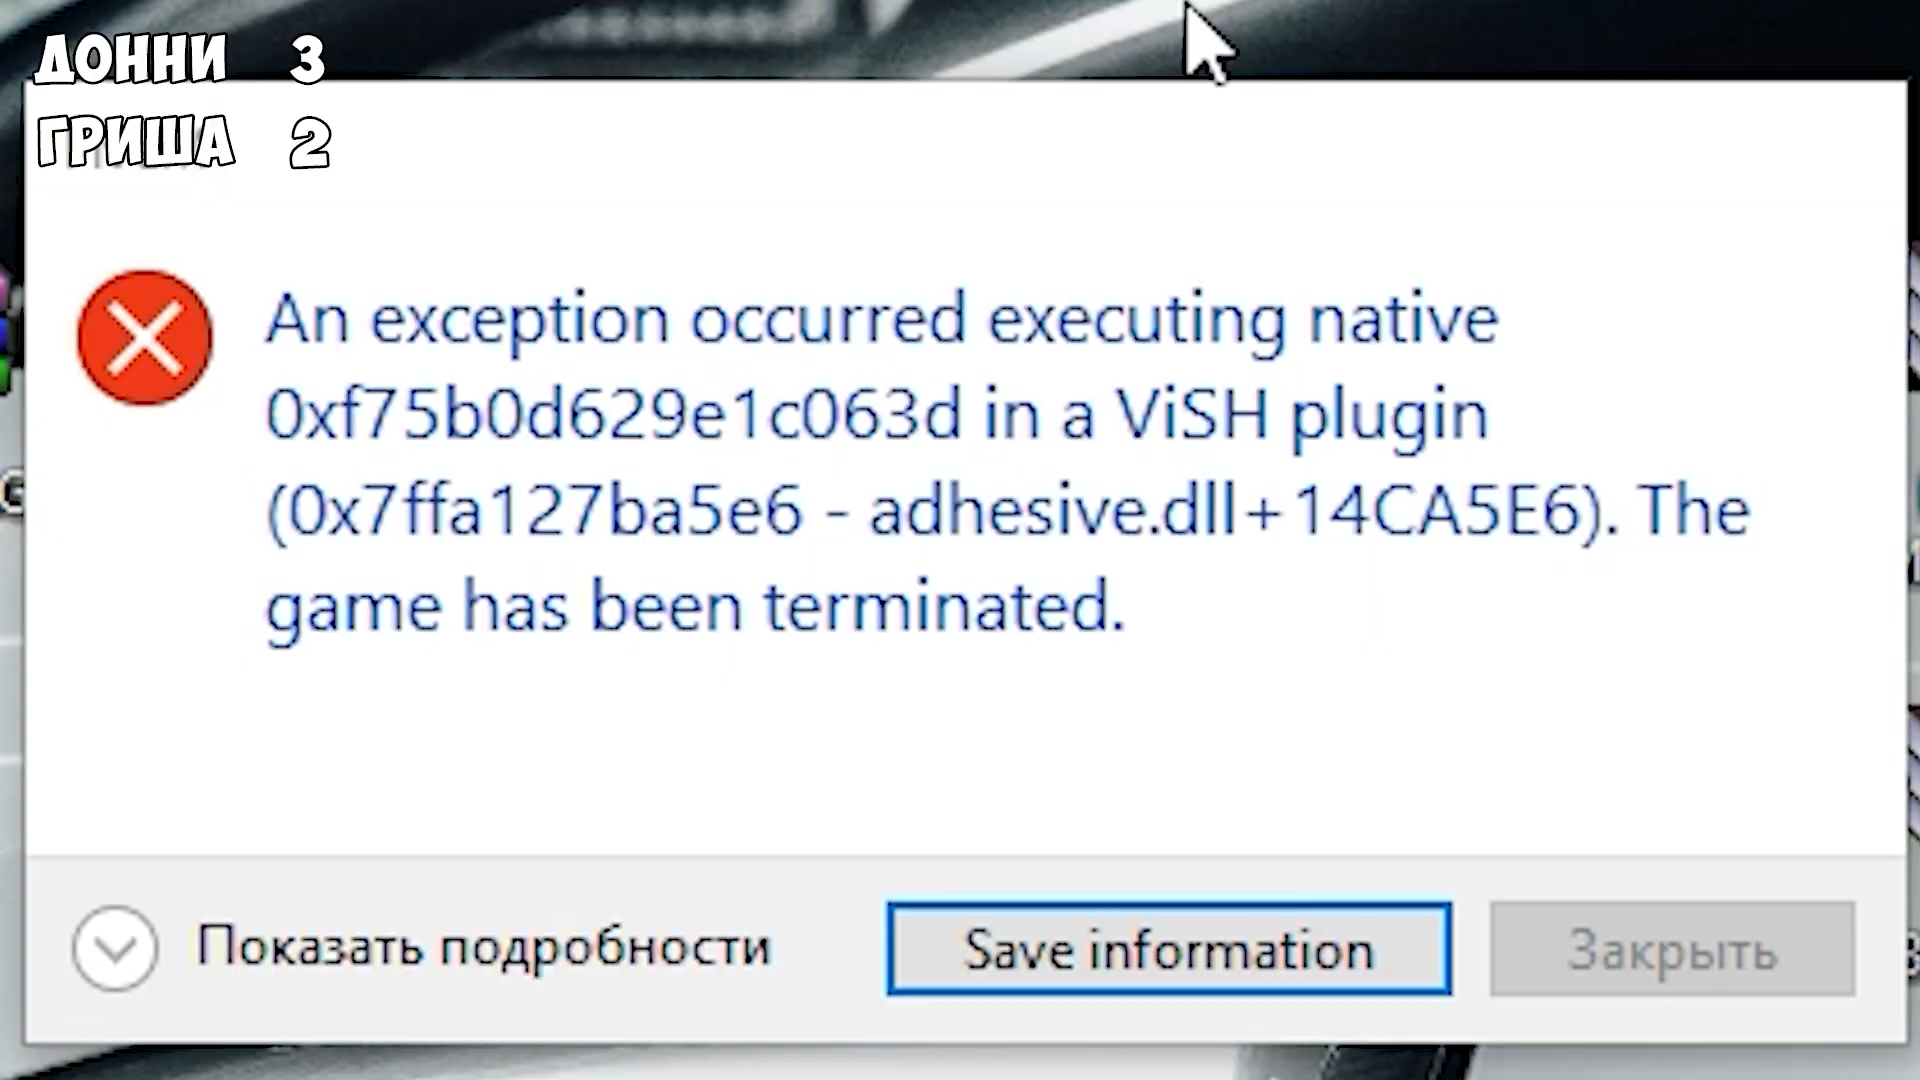 ДОННИ 3
ГРИША 2
An exception occurred executing native
0xf75b0d629e1c063d in a ViSH plugin
(0x7ffa127ba5e6 - adhesive.dll+14CA5E6). The
game has been terminated.
Показать подробности
Save information
Закрыть